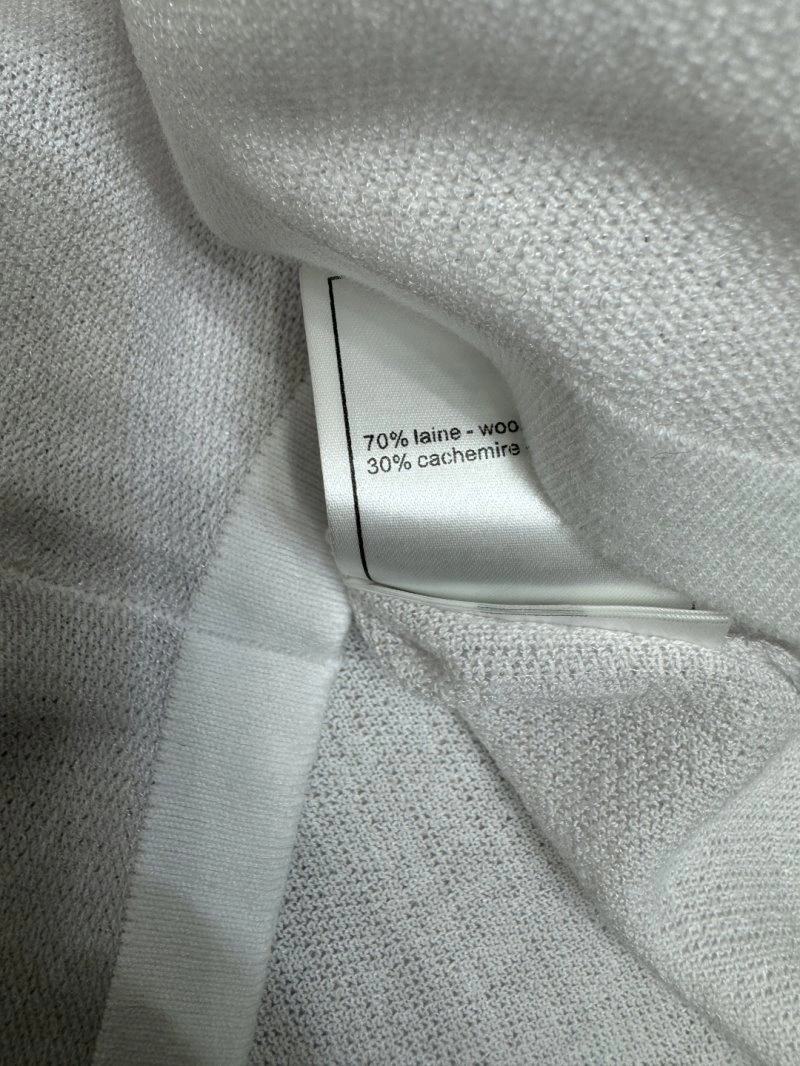 70% laine - woo
30% cachemire -